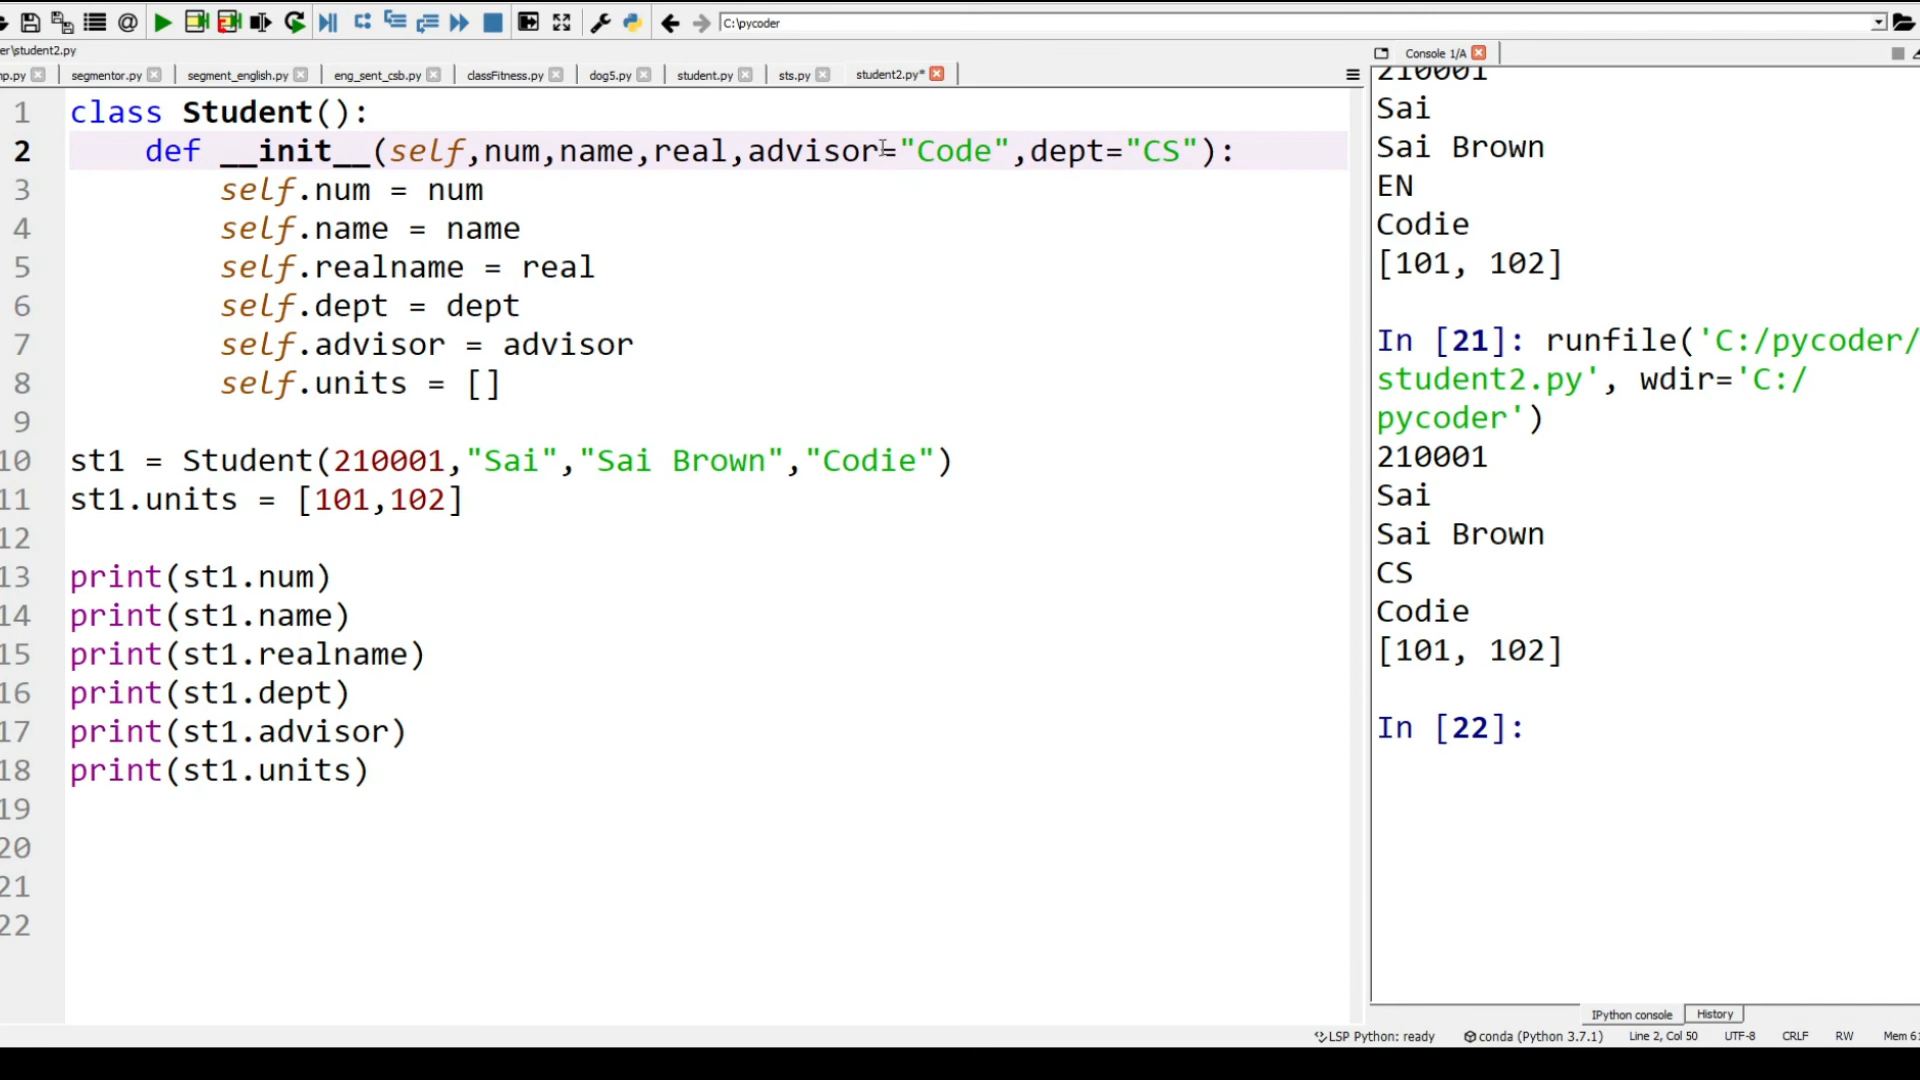 C:\pycoder
er\student2.py
np.py segmentor.py segment_english.py eng_sent_csb.py classFitness.py dog5.py student.py sts.py student2.py*
1 class Student():
2 def __init__(self,num,name,real,advisor="Code",dept="CS"):
3 self.num = num
4 self.name = name
5 self.realname = real
6 self.dept = dept
7 self.advisor = advisor
8 self.units = []
9
10 st1 = Student(210001,"Sai","Sai Brown","Codie")
11 st1.units = [101,102]
12
13 print(st1.num)
14 print(st1.name)
15 print(st1.realname)
16 print(st1.dept)
17 print(st1.advisor)
18 print(st1.units)
19
20
21
22
Console 1/A
210001
Sai
Sai Brown
EN
Codie
[101, 102]
In [21]: runfile('C:/pycoder/
student2.py', wdir='C:/
pycoder')
210001
Sai
Sai Brown
CS
Codie
[101, 102]
In [22]:
IPython console History
LSP Python: ready conda (Python 3.7.1) Line 2, Col 50 UTF-8 CRLF RW Mem 6